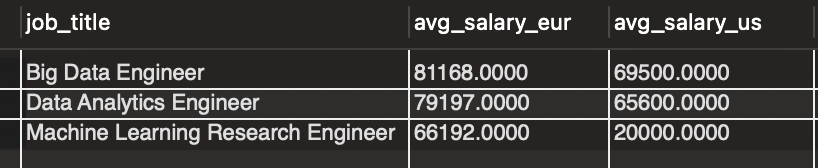 job_title avg_salary_eur avg_salary_us
Big Data Engineer 81168.0000 69500.0000
Data Analytics Engineer 79197.0000 65600.0000
Machine Learning Research Engineer 66192.0000 20000.0000